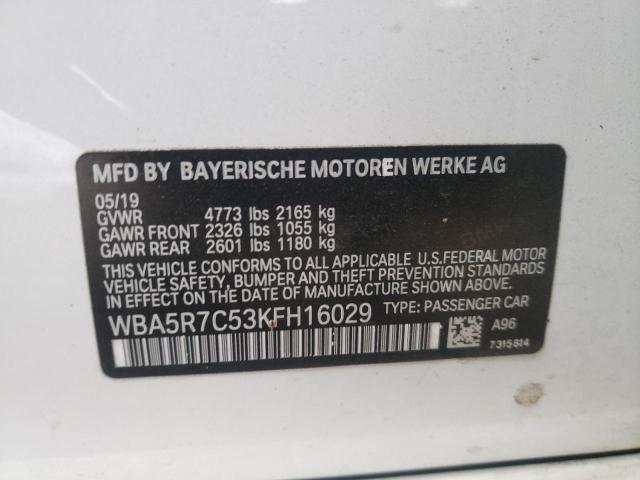 MFD BY BAYERISCHE MOTOREN WERKE AG
05/19
GVWR 4773 lbs 2165 kg
GAWR FRONT 2326 lbs 1055 kg
GAWR REAR 2601 lbs 1180 kg
THIS VEHICLE CONFORMS TO ALL APPLICABLE U.S.FEDERAL MOTOR
VEHICLE SAFETY, BUMPER AND THEFT PREVENTION STANDARDS
IN EFFECT ON THE DATE OF MANUFACTURE SHOWN ABOVE.
WBA5R7C53KFH16029 TYPE: PASSENGER CAR
A96
7315814